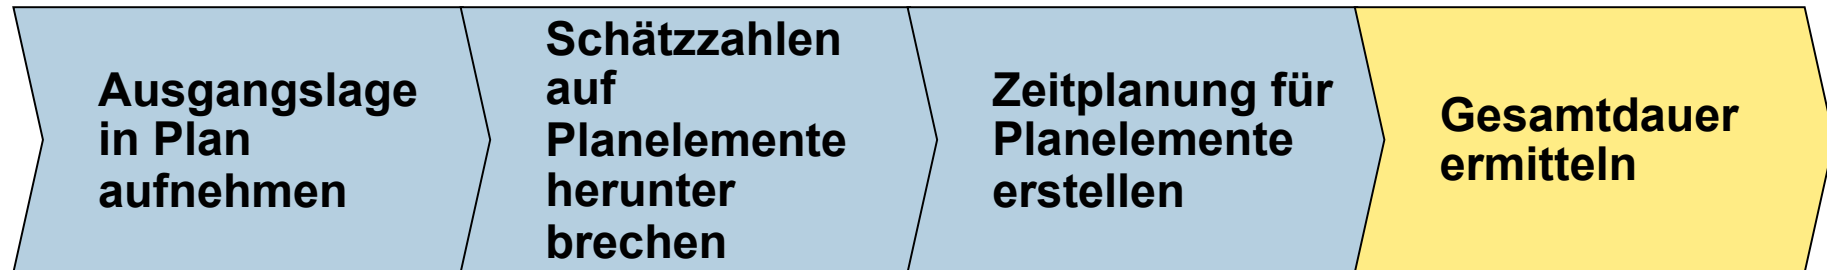 Ausgangslage
in Plan
aufnehmen
Schätzzahlen
auf
Planelemente
herunter
brechen
Zeitplanung für
Planelemente
erstellen
Gesamtdauer
ermitteln